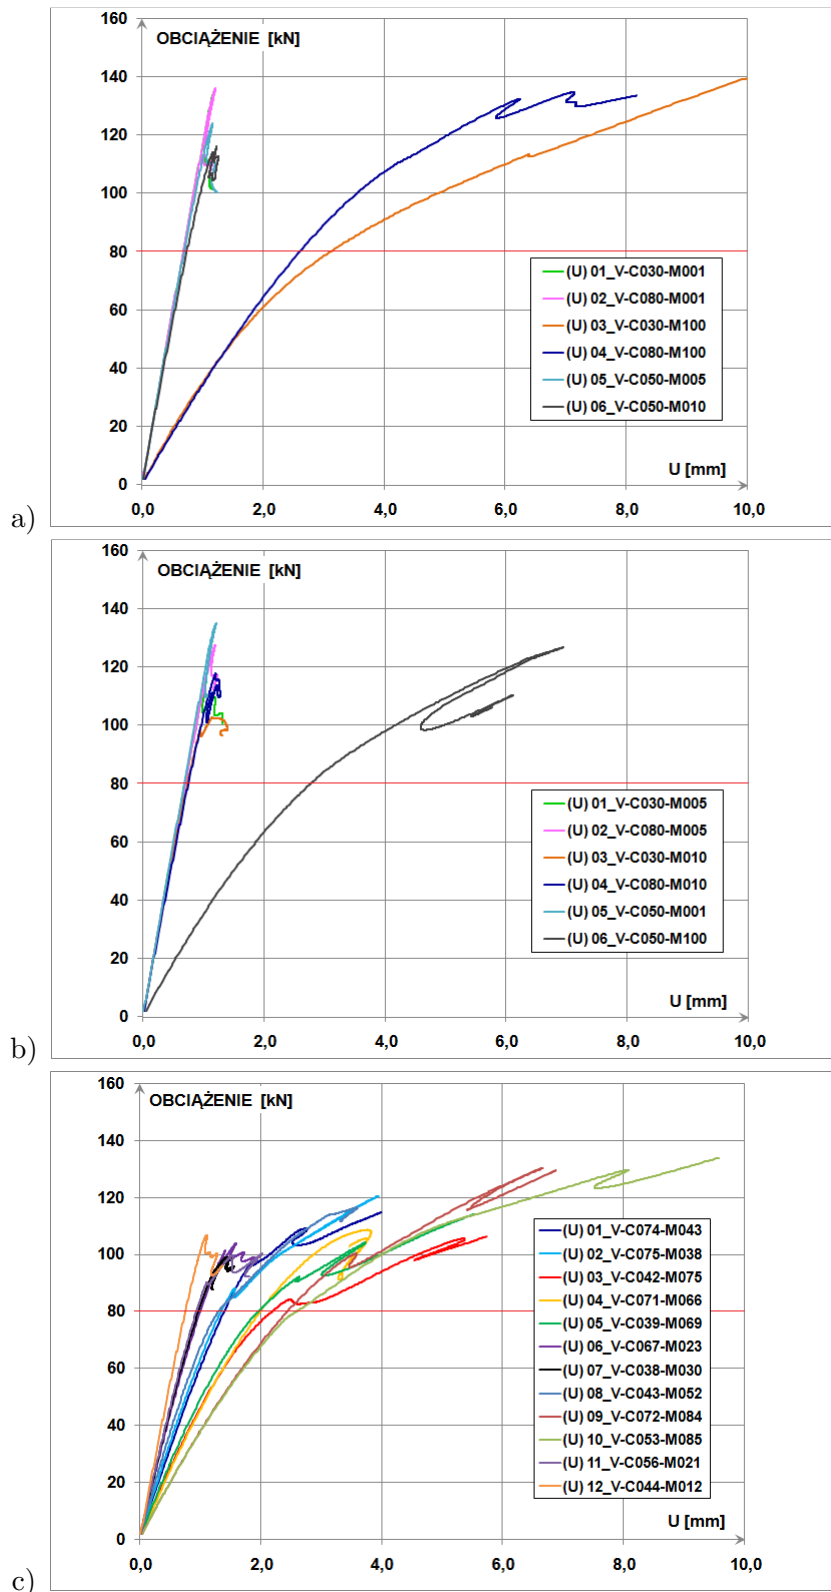 160
OBCIĄŻENIE [kN]
140
120
100
80
60
40
20
0
(U) 01_V-C030-M001
(U) 02_V-C080-M001
(U) 03_V-C030-M100
(U) 04_V-C080-M100
(U) 05_V-C050-M005
(U) 06_V-C050-M010
U [mm]
0,0 2,0 4,0 6,0 8,0 10,0
a)
160
OBCIĄŻENIE [kN]
140
120
100
80
60
40
20
0
(U) 01_V-C030-M005
(U) 02_V-C080-M005
(U) 03_V-C030-M010
(U) 04_V-C080-M010
(U) 05_V-C050-M001
(U) 06_V-C050-M100
U [mm]
0,0 2,0 4,0 6,0 8,0 10,0
b)
160
OBCIĄŻENIE [kN]
140
120
100
80
60
40
20
0
(U) 01_V-C074-M043
(U) 02_V-C075-M038
(U) 03_V-C042-M075
(U) 04_V-C071-M066
(U) 05_V-C039-M069
(U) 06_V-C067-M023
(U) 07_V-C038-M030
(U) 08_V-C043-M052
(U) 09_V-C072-M084
(U) 10_V-C053-M085
(U) 11_V-C056-M021
(U) 12_V-C044-M012
U [mm]
0,0 2,0 4,0 6,0 8,0 10,0
c)